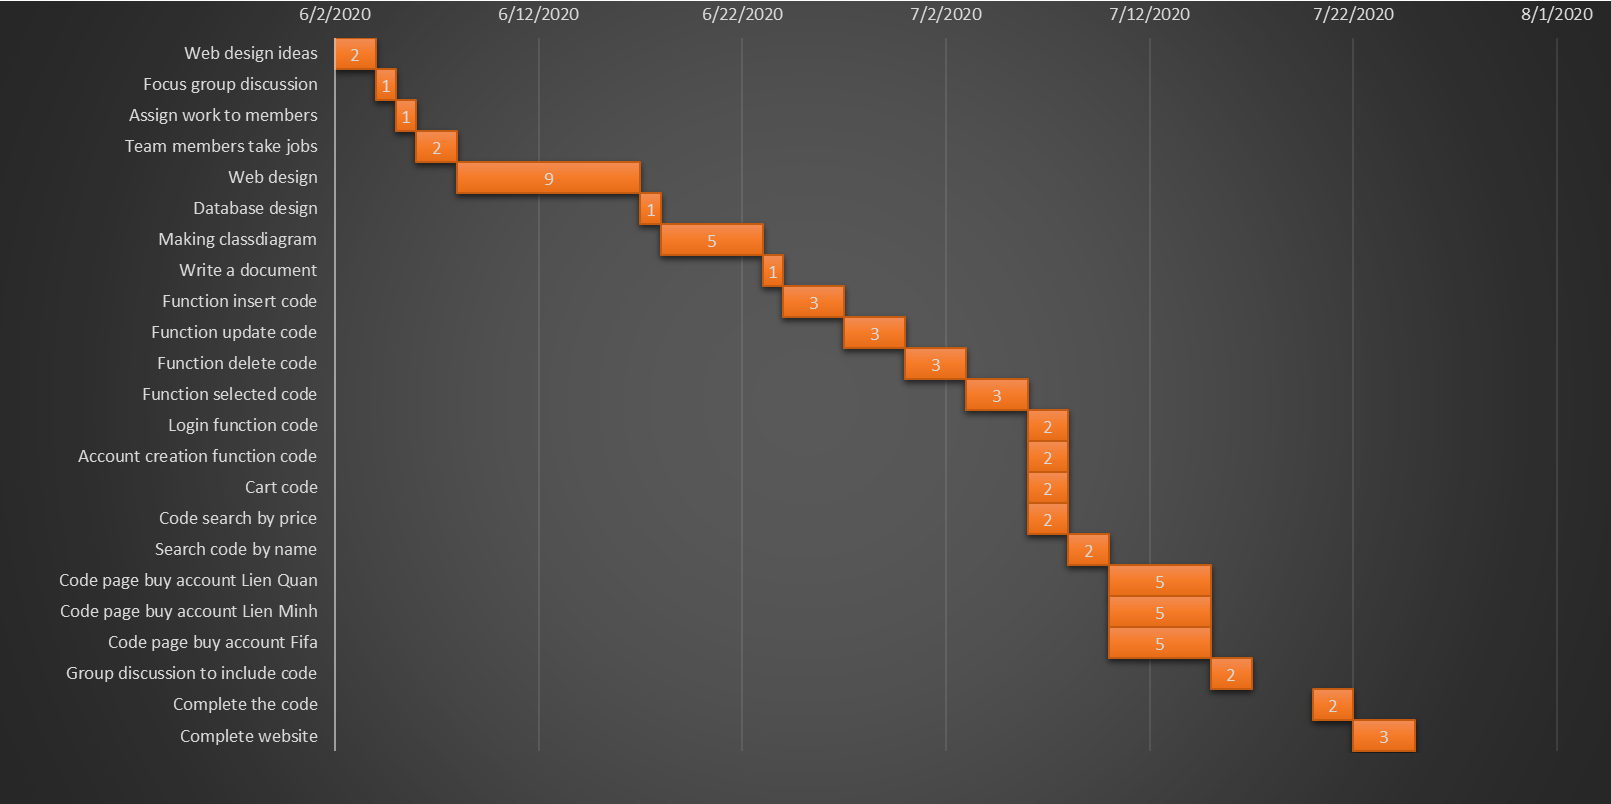 6/2/2020 6/12/2020 6/22/2020 7/2/2020 7/12/2020 7/22/2020 8/1/2020
Web design ideas 2
Focus group discussion 1
Assign work to members 1
Team members take jobs 2
Web design 9
Database design 1
Making classdiagram 5
Write a document 1
Function insert code 3
Function update code 3
Function delete code 3
Function selected code 3
Login function code 2
Account creation function code 2
Cart code 2
Code search by price 2
Search code by name 2
Code page buy account Lien Quan 5
Code page buy account Lien Minh 5
Code page buy account Fifa 5
Group discussion to include code 2
Complete the code 2
Complete website 3